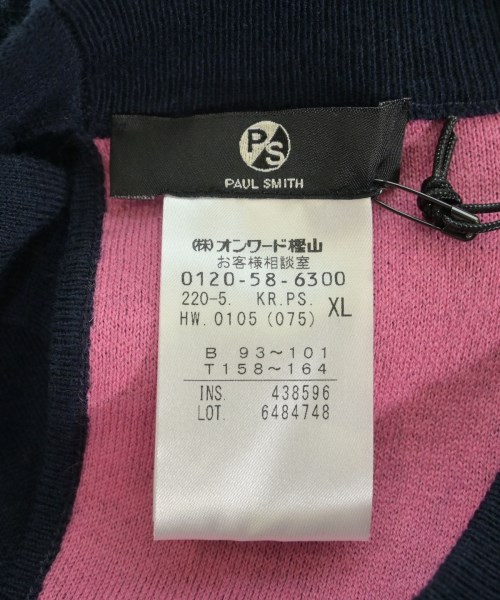 PS
PAUL SMITH
㈱オンワード樫山
お客様相談室
0120-58-6300
220-5. KR.PS. XL
HW.0105(075)
B 93〜101
T158〜164
INS. 438596
LOT. 6484748